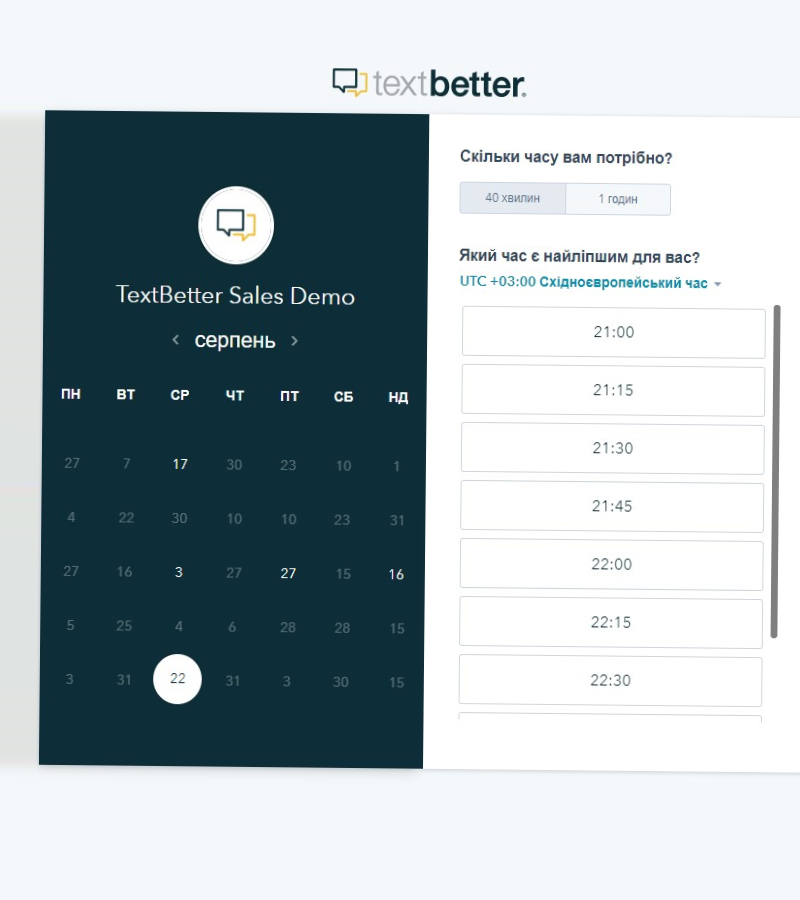 textbetter.
TextBetter Sales Demo
серпень
ПН ВТ СР ЧТ ПТ СБ НД
27 7 17 30 23 10 1
4 22 30 10 10 23 31
27 16 3 27 27 15 16
5 25 4 6 28 28 15
3 31 22 31 3 30 15
Скільки часу вам потрібно?
40 хвилин 1 годин
Який час є найліпшим для вас?
UTC +03:00 Східноєвропейський час
21:00
21:15
21:30
21:45
22:00
22:15
22:30